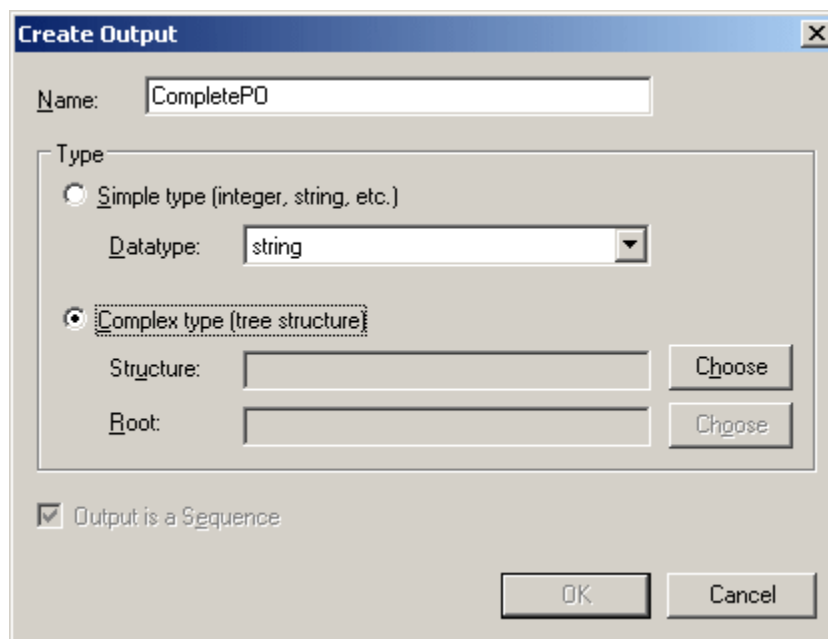 Create Output
Name: CompletePO
Type
Simple type (integer, string, etc.)
Datatype: string
Complex type (tree structure)
Structure: Choose
Root: Choose
Output is a Sequence
OK Cancel